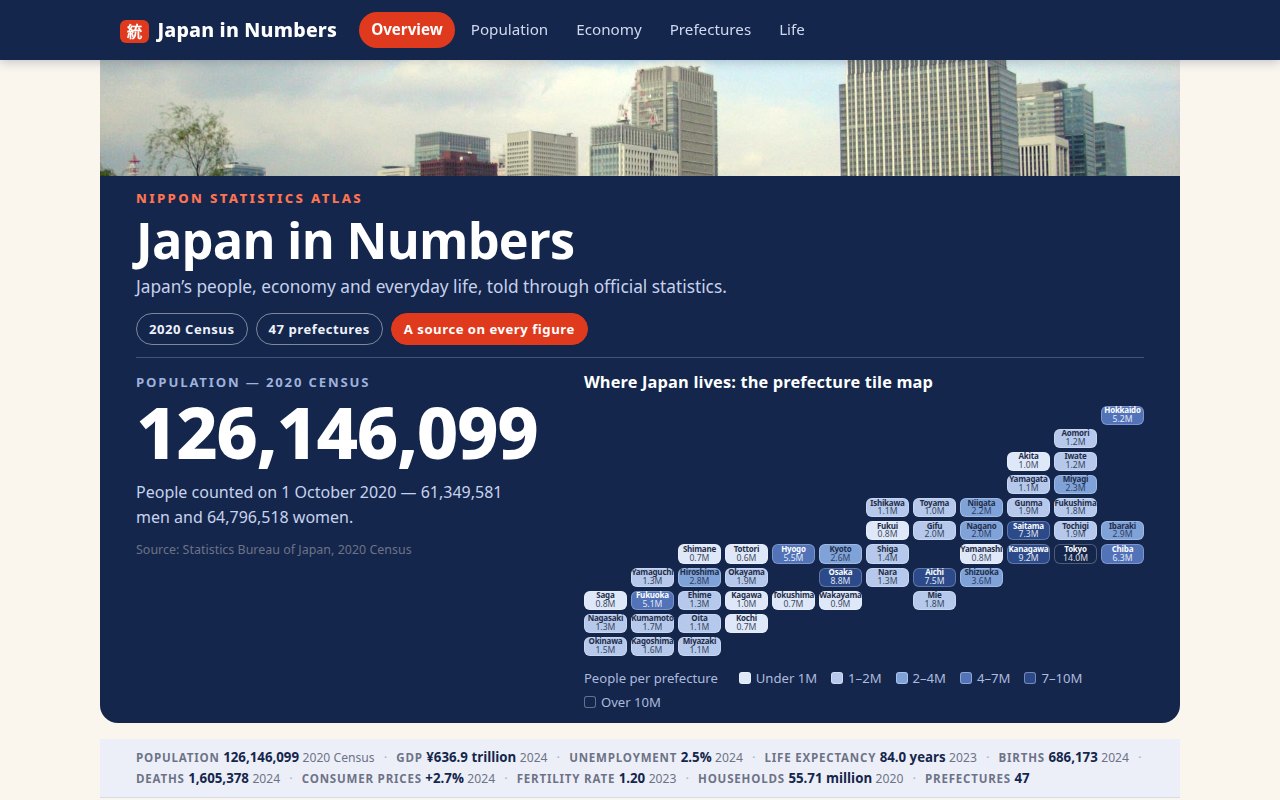 統 Japan in Numbers Overview Population Economy Prefectures Life
NIPPON STATISTICS ATLAS
Japan in Numbers
Japan’s people, economy and everyday life, told through official statistics.
2020 Census 47 prefectures A source on every figure
POPULATION — 2020 CENSUS
126,146,099
People counted on 1 October 2020 — 61,349,581
men and 64,796,518 women.
Source: Statistics Bureau of Japan, 2020 Census
Where Japan lives: the prefecture tile map
Hokkaido
5.2M
Aomori
1.2M
Akita Iwate
1.0M 1.2M
Yamagata Miyagi
1.1M 2.3M
Ishikawa Toyama Niigata Gunma Fukushima
1.1M 1.0M 2.2M 1.9M 1.8M
Fukui Gifu Nagano Saitama Tochigi Ibaraki
0.8M 2.0M 2.0M 7.3M 1.9M 2.9M
Shimane Tottori Hyogo Kyoto Shiga Yamanashi Kanagawa Tokyo Chiba
0.7M 0.6M 5.5M 2.6M 1.4M 0.8M 9.2M 14.0M 6.3M
Yamaguchi Hiroshima Okayama Osaka Nara Aichi Shizuoka
1.3M 2.8M 1.9M 8.8M 1.3M 7.5M 3.6M
Saga Fukuoka Ehime Kagawa Tokushima Wakayama Mie
0.8M 5.1M 1.3M 1.0M 0.7M 0.9M 1.8M
Nagasaki Kumamoto Oita Kochi
1.3M 1.7M 1.1M 0.7M
Okinawa Kagoshima Miyazaki
1.5M 1.6M 1.1M
People per prefecture Under 1M 1–2M 2–4M 4–7M 7–10M
Over 10M
POPULATION 126,146,099 2020 Census · GDP ¥636.9 trillion 2024 · UNEMPLOYMENT 2.5% 2024 · LIFE EXPECTANCY 84.0 years 2023 · BIRTHS 686,173 2024 ·
DEATHS 1,605,378 2024 · CONSUMER PRICES +2.7% 2024 · FERTILITY RATE 1.20 2023 · HOUSEHOLDS 55.71 million 2020 · PREFECTURES 47